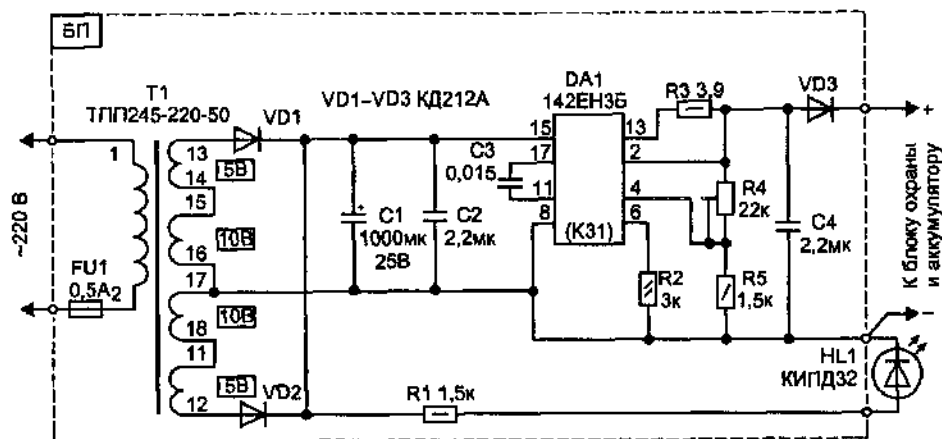 БП
T1
ТПП245-220-50
VD1
VD1–VD3 КД212А
DA1
142ЕН3Б
R3 3,9
VD3
+
1
13
14
5В
15
10В
16
17
10В
18
11
5В
12
VD2
~220 В
FU1
0,5А
2
C1
1000мк
25В
+
C2
2,2мк
C3
0,015
15
17
11
8
13
2
4
6
(К31)
R2
3к
R4
22к
R5
1,5к
C4
2,2мк
К блоку охраны
и аккумулятору
–
HL1
КИПД32
R1 1,5к